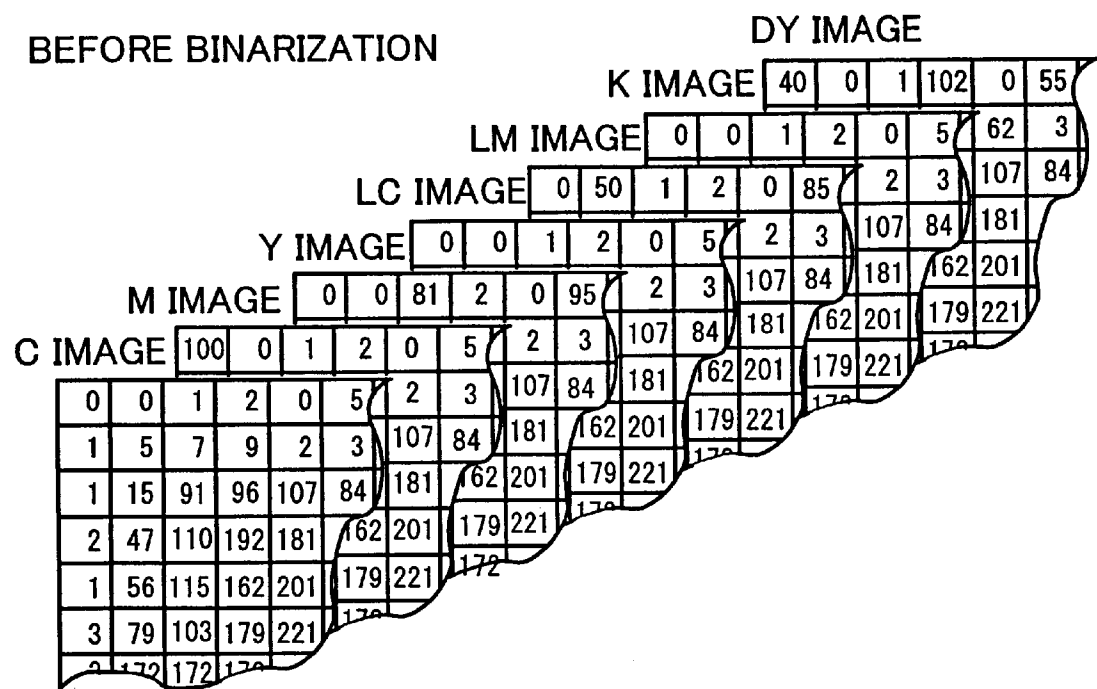 DY IMAGE
BEFORE BINARIZATION
K IMAGE 40 0 1 102 0 55
LM IMAGE 0 0 1 2 0 5 62 3
LC IMAGE 0 50 1 2 0 85 2 3 107 84
Y IMAGE 0 0 1 2 0 5 2 3 107 84 181
M IMAGE 0 0 81 2 0 95 2 3 107 84 181 162 201
C IMAGE 100 0 1 2 0 5 2 3 107 84 181 162 201 179 221
0 0 1 2 0 5 2 3 107 84 181 62 201 179 221
1 5 7 9 2 3 107 84 181 162 201 179 221
1 15 91 96 107 84 181 62 201 179 221
2 47 110 192 181 162 201 179 221
1 56 115 162 201 179 221 172
3 79 103 179 221
172 172